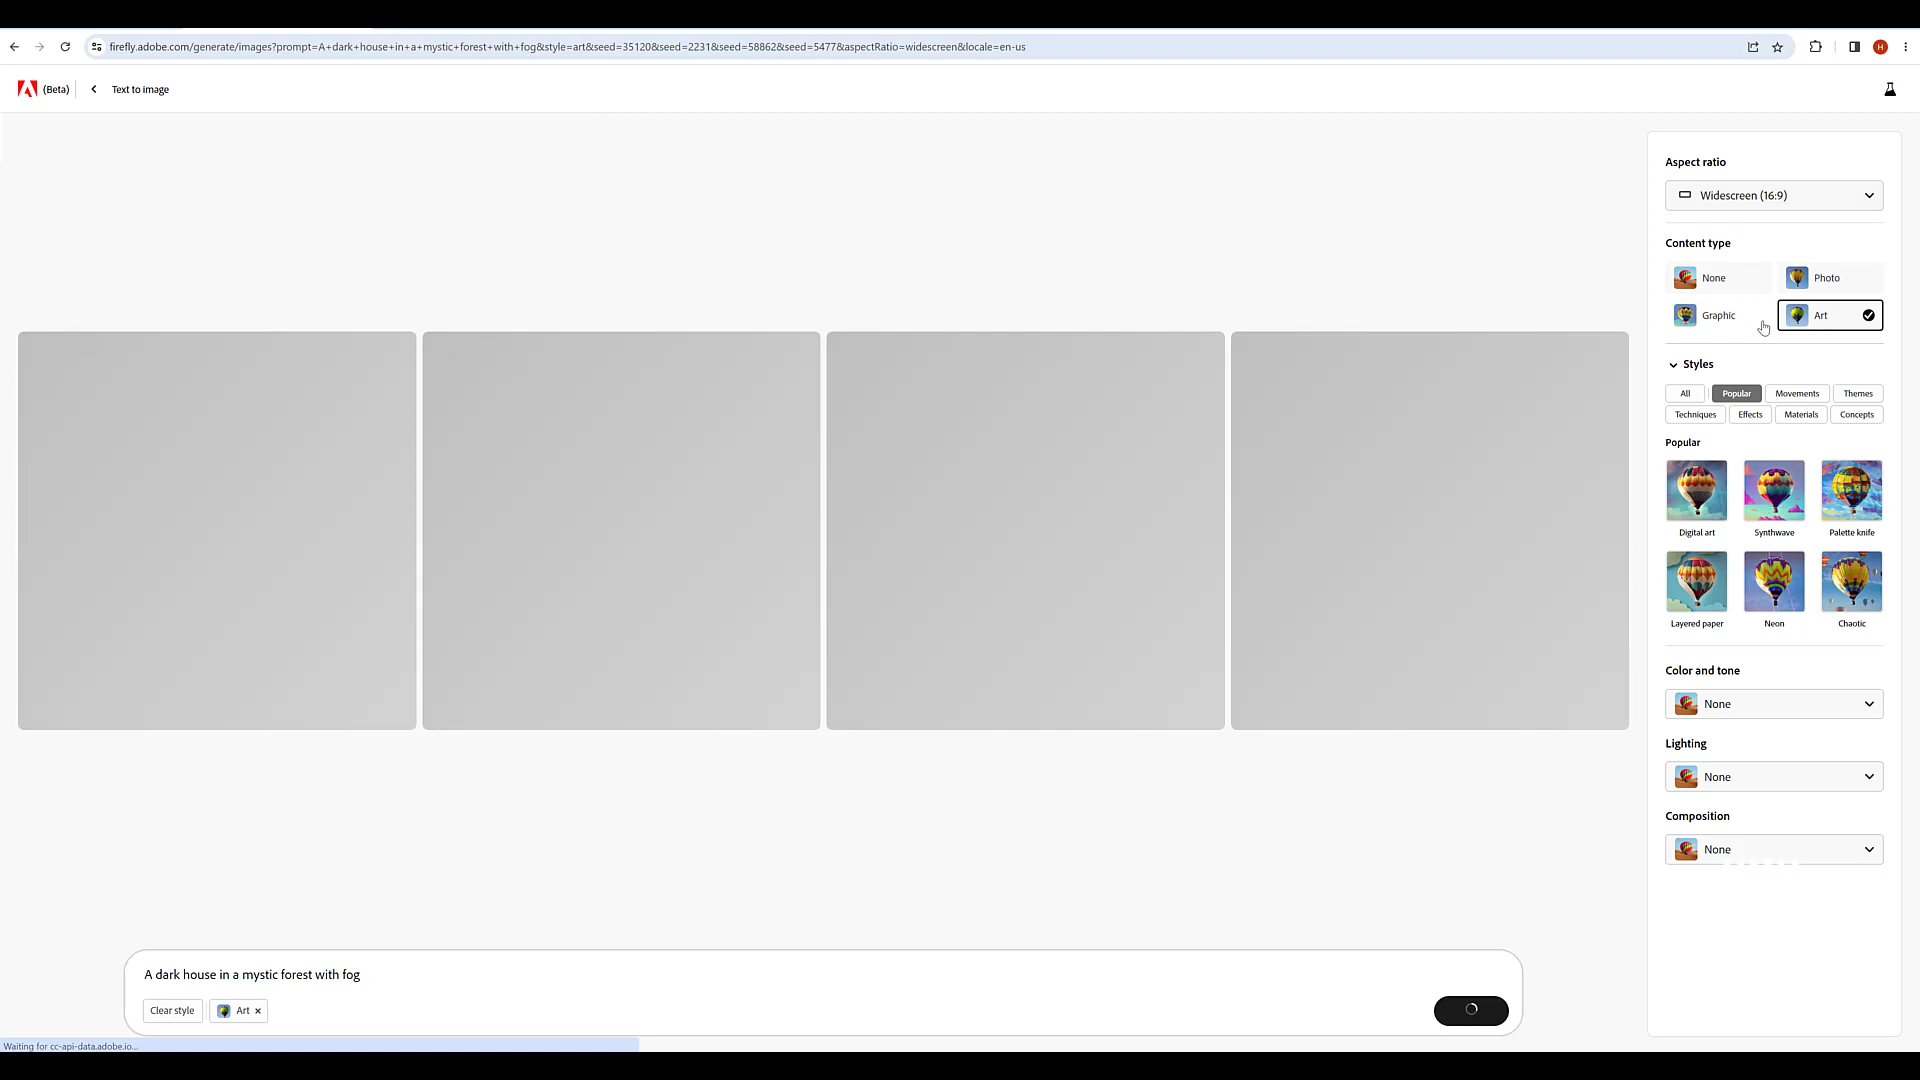 firefly.adobe.com/generate/images?prompt=A+dark+house+in+a+mystic+forest+with+fog&style=art&seed=35120&seed=2231&seed=58862&seed=5477&aspectRatio=widescreen&locale=en-us
H
(Beta)
Text to image
Aspect ratio
Widescreen (16:9)
Content type
None
Photo
Graphic
Art
Styles
All
Popular
Movements
Themes
Techniques
Effects
Materials
Concepts
Popular
Digital art
Synthwave
Palette knife
Layered paper
Neon
Chaotic
Color and tone
None
Lighting
None
Composition
None
A dark house in a mystic forest with fog
Clear style
Art
Waiting for cc-api-data.adobe.io...